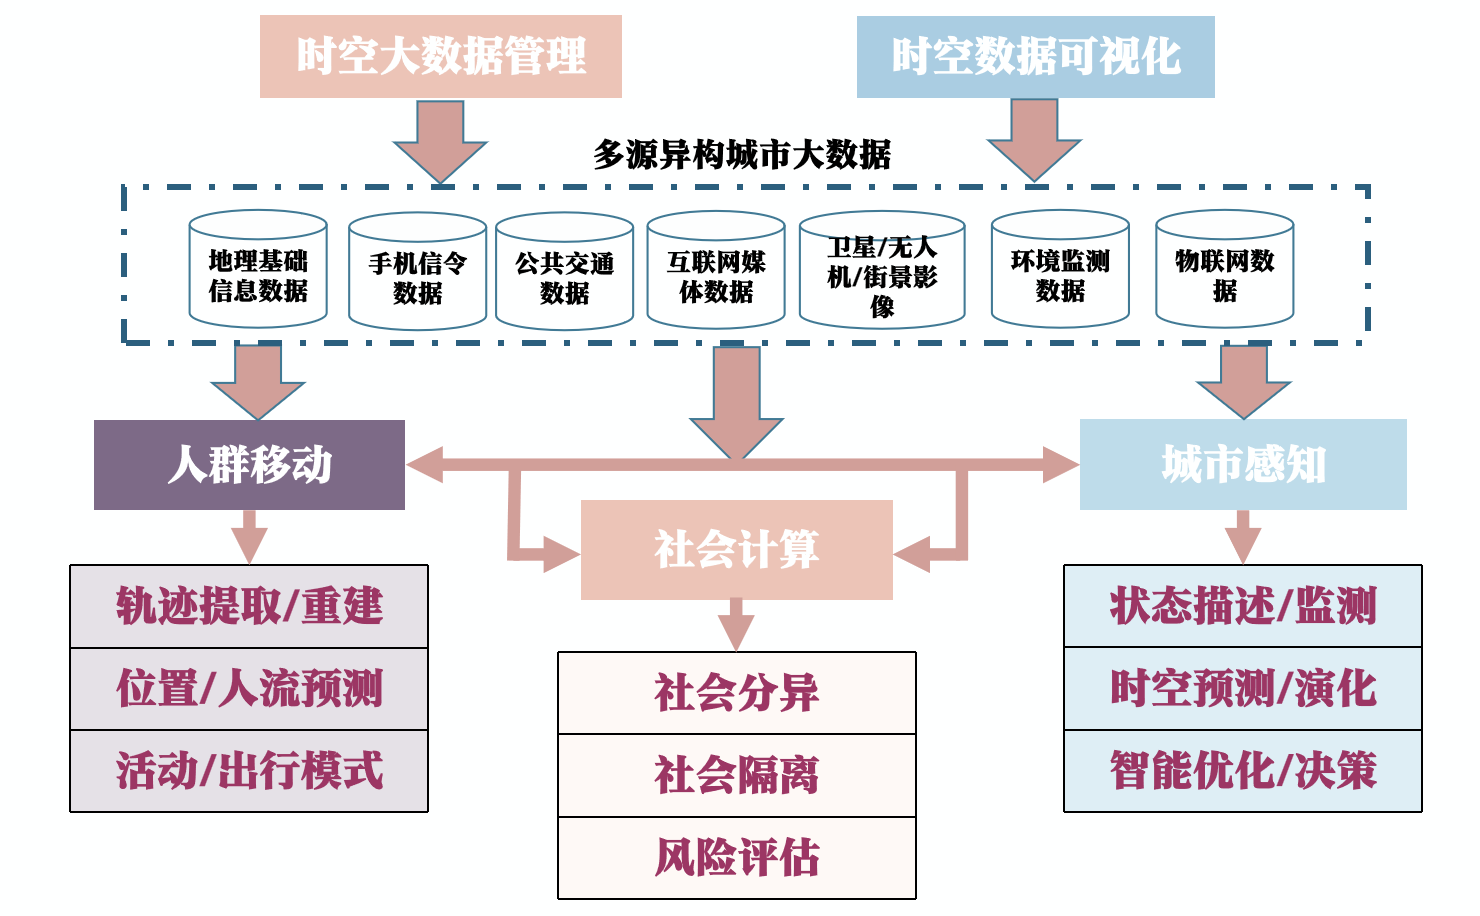 时空大数据管理
时空数据可视化
多源异构城市大数据
地理基础
信息数据
手机信令
数据
公共交通
数据
互联网媒
体数据
卫星/无人
机/街景影
像
环境监测
数据
物联网数
据
人群移动
城市感知
社会计算
轨迹提取/重建
位置/人流预测
活动/出行模式
社会分异
社会隔离
风险评估
状态描述/监测
时空预测/演化
智能优化/决策